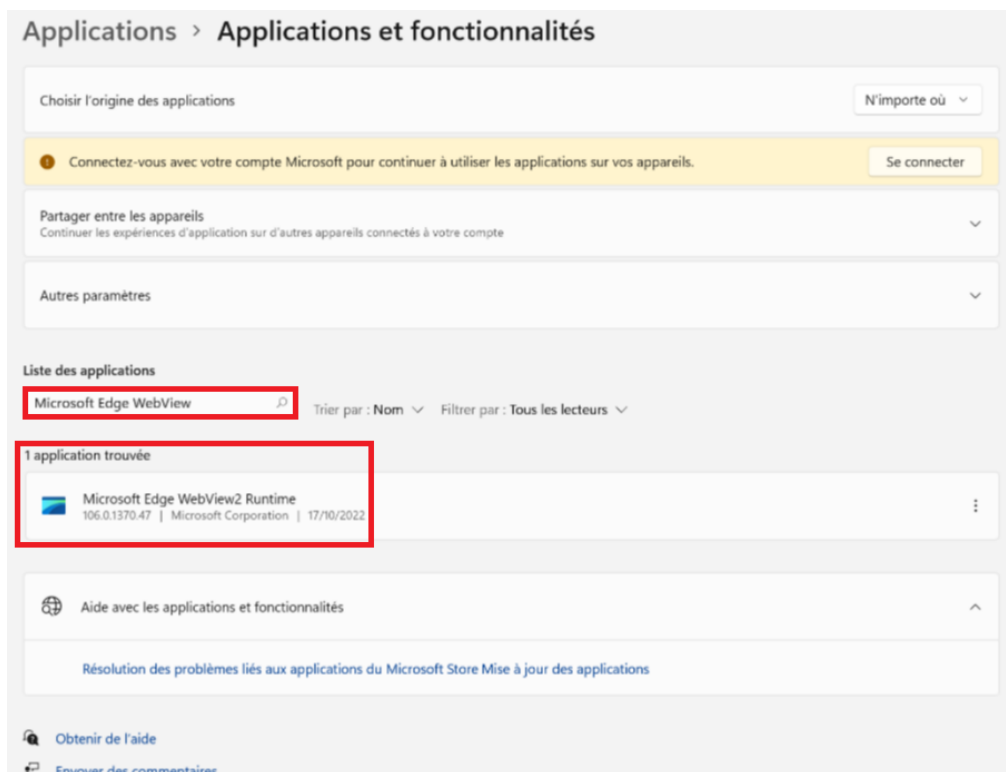 Applications > Applications et fonctionnalités
Choisir l'origine des applications
N'importe où
Connectez-vous avec votre compte Microsoft pour continuer à utiliser les applications sur vos appareils.
Se connecter
Partager entre les appareils
Continuer les expériences d'application sur d'autres appareils connectés à votre compte
Autres paramètres
Liste des applications
Microsoft Edge WebView
Trier par : Nom
Filtrer par : Tous les lecteurs
1 application trouvée
Microsoft Edge WebView2 Runtime
106.0.1370.47 | Microsoft Corporation | 17/10/2022
Aide avec les applications et fonctionnalités
Résolution des problèmes liés aux applications du Microsoft Store Mise à jour des applications
Obtenir de l'aide
Envoyer des commentaires